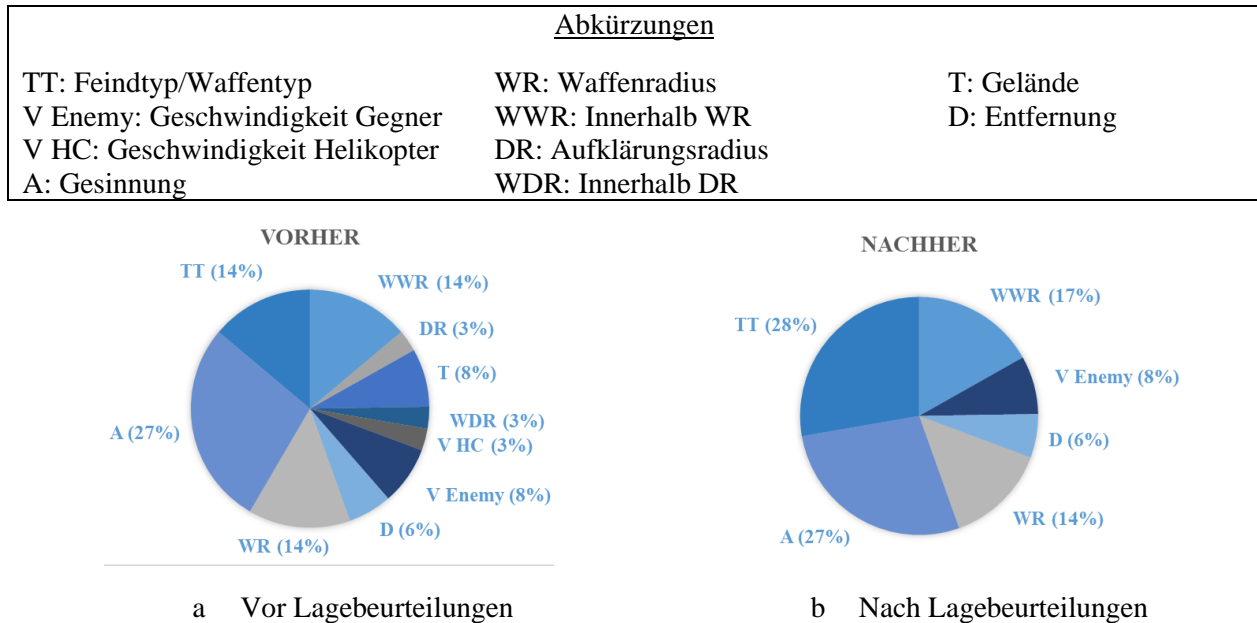 Abkürzungen
TT: Feindtyp/Waffentyp WR: Waffenradius T: Gelände
V Enemy: Geschwindigkeit Gegner WWR: Innerhalb WR D: Entfernung
V HC: Geschwindigkeit Helikopter DR: Aufklärungsradius
A: Gesinnung WDR: Innerhalb DR
VORHER
TT (14%)
WWR (14%)
DR (3%)
T (8%)
WDR (3%)
V HC (3%)
V Enemy (8%)
D (6%)
WR (14%)
A (27%)
a Vor Lagebeurteilungen
NACHHER
WWR (17%)
TT (28%)
V Enemy (8%)
D (6%)
WR (14%)
A (27%)
b Nach Lagebeurteilungen